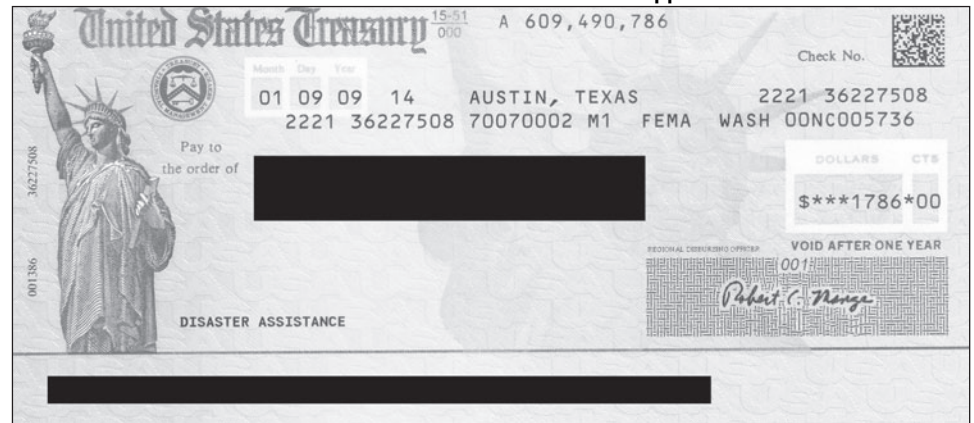 United States Treasury 15-51 000 A 609,490,786
Check No.
Month Day Year
01 09 09 14 AUSTIN, TEXAS 2221 36227508
2221 36227508 70070002 M1 FEMA WASH 00NC005736
Pay to
the order of
DOLLARS CTS
$***1786*00
36227508
REGIONAL DISBURSING OFFICER
VOID AFTER ONE YEAR
001
001386
DISASTER ASSISTANCE